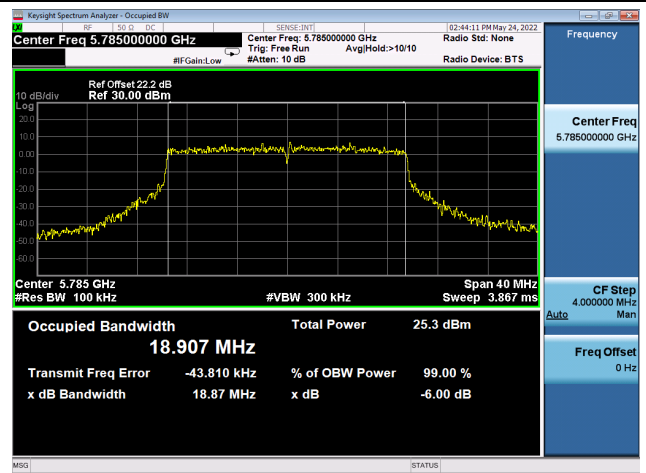 Keysight Spectrum Analyzer - Occupied BW
RF 50 Ω DC SENSE:INT 02:44:11 PM May 24, 2022
Center Freq 5.785000000 GHz Center Freq: 5.785000000 GHz Radio Std: None
Trig: Free Run Avg|Hold:>10/10
#IFGain:Low #Atten: 10 dB Radio Device: BTS
Frequency
Ref Offset 22.2 dB
10 dB/div Ref 30.00 dBm
Log
20.0
10.0
0.00
-10.0
-20.0
-30.0
-40.0
-50.0
-60.0
Center 5.785 GHz Span 40 MHz
#Res BW 100 kHz #VBW 300 kHz Sweep 3.867 ms
Center Freq
5.785000000 GHz
CF Step
4.000000 MHz
Auto Man
Freq Offset
0 Hz
Occupied Bandwidth Total Power 25.3 dBm
18.907 MHz
Transmit Freq Error -43.810 kHz % of OBW Power 99.00 %
x dB Bandwidth 18.87 MHz x dB -6.00 dB
MSG STATUS